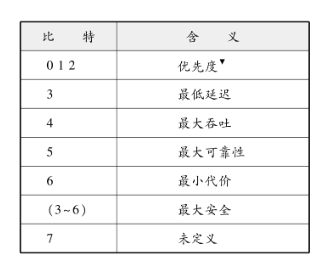 比 特 含 义
0 1 2 优先度▼
3 最低延迟
4 最大吞吐
5 最大可靠性
6 最小代价
(3~6) 最大安全
7 未定义